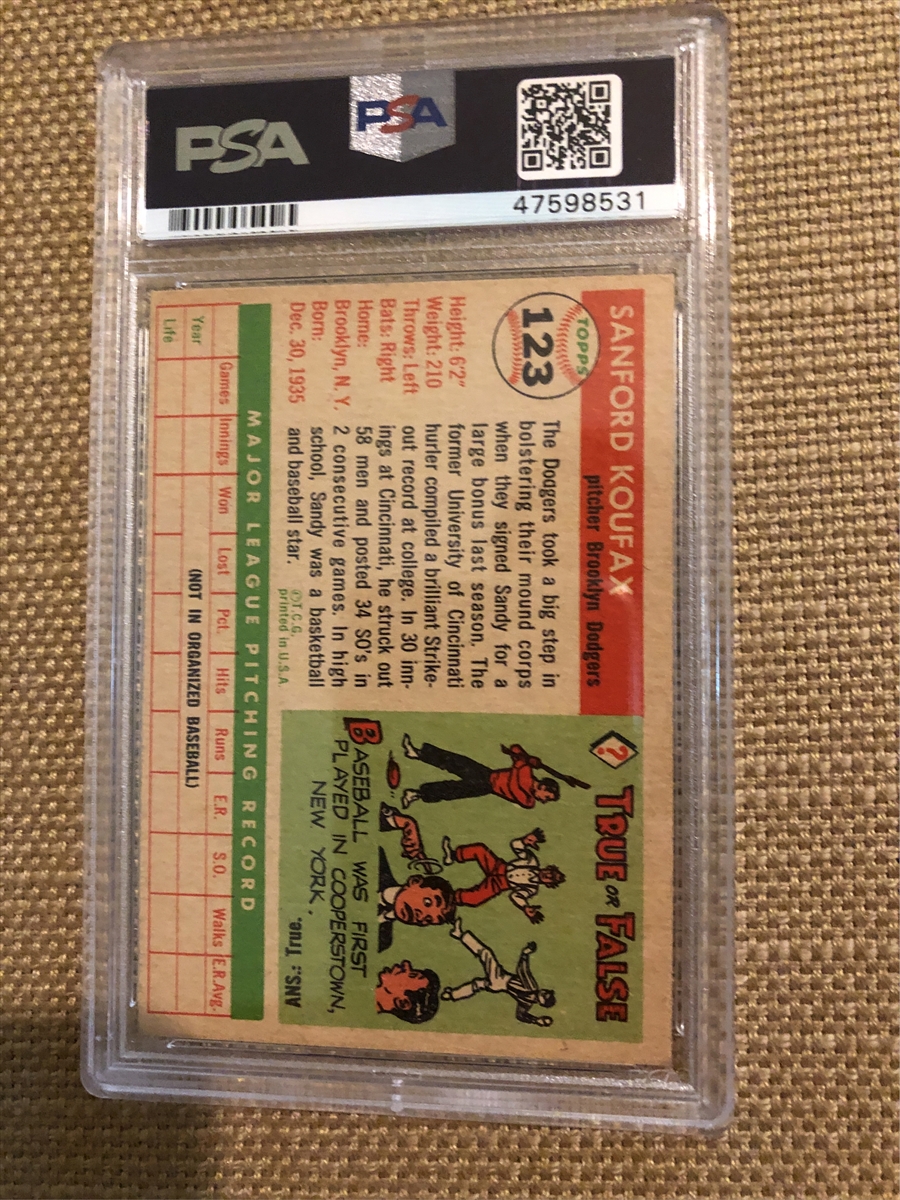 PSA
PSA
47598531
SANFORD KOUFAX
pitcher Brooklyn Dodgers
TOPPS
123
Height: 6'2"
Weight: 210
Throws: Left
Bats: Right
Home:
Brooklyn, N. Y.
Born:
Dec. 30, 1935
The Dodgers took a big step in
bolstering their mound corps
when they signed Sandy for a
large bonus last season. The
former University of Cincinnati
hurler compiled a brilliant Strike-
out record at college. In 30 inn-
ings at Cincinnati, he struck out
58 men and posted 34 SO's in
2 consecutive games. In high
school, Sandy was a basketball
and baseball star.
©T.C.G.
printed in U.S.A.
? TRUE OR FALSE
BASEBALL WAS FIRST
PLAYED IN COOPERSTOWN,
NEW YORK.
ANS: True.
MAJOR LEAGUE PITCHING RECORD
Games Innings Won Lost Pct. Hits Runs E.R. S.O. Walks E.R.Avg.
Year
(NOT IN ORGANIZED BASEBALL)
Life